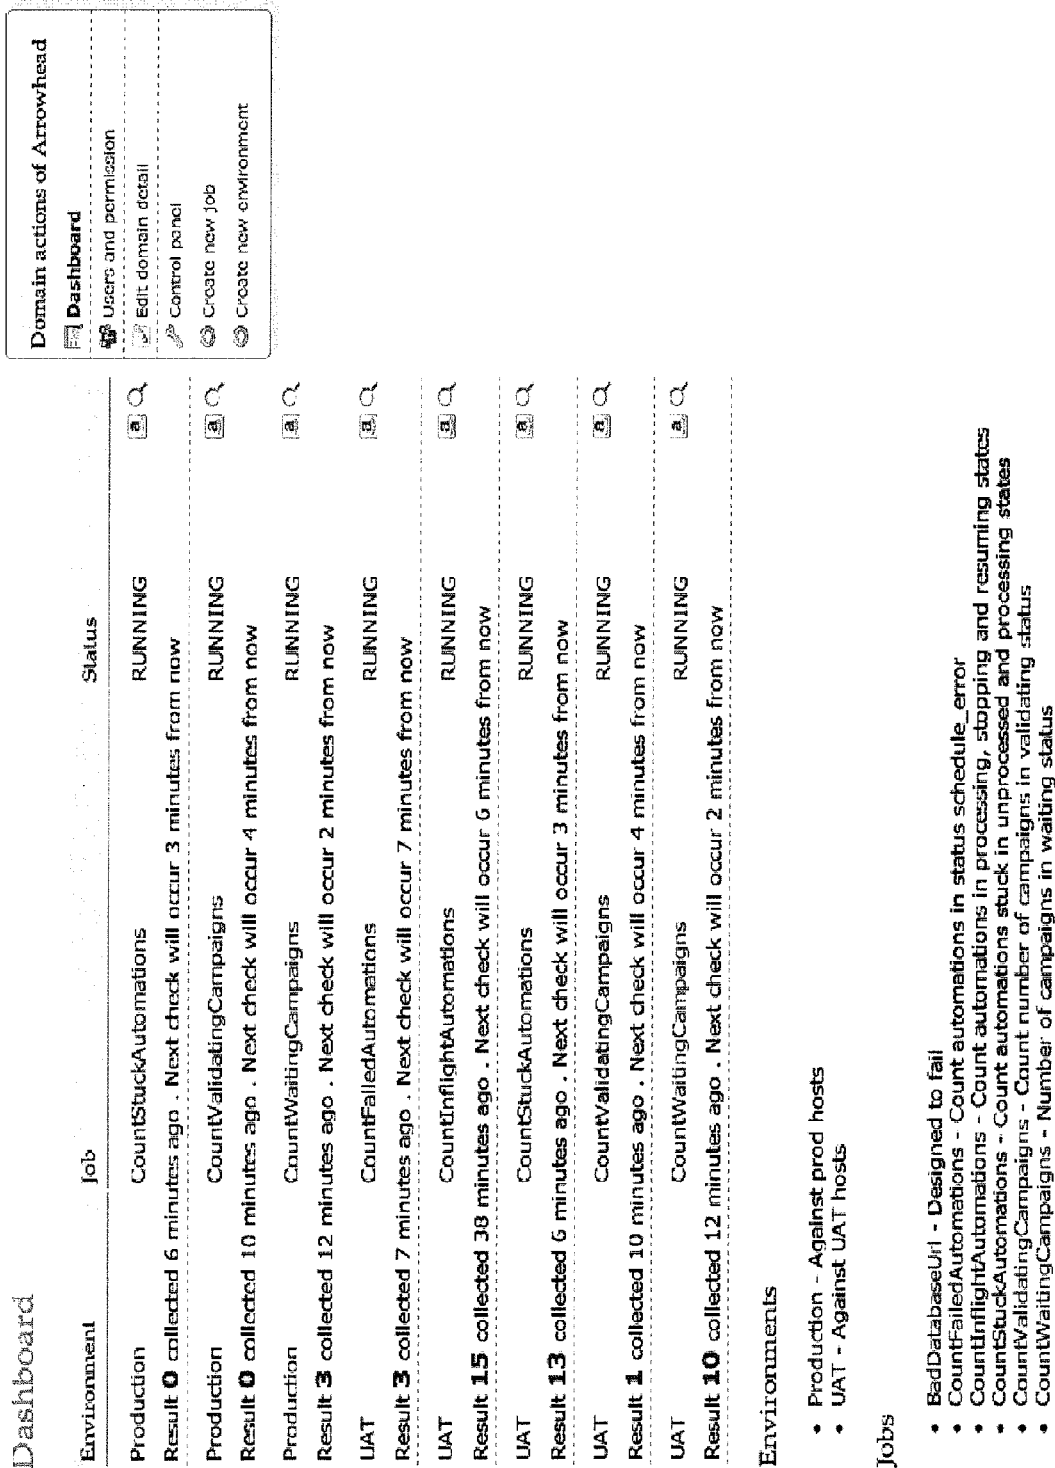 Dashboard
Environment Job Status
Production CountStuckAutomations RUNNING a
Result 0 collected 6 minutes ago . Next check will occur 3 minutes from now
Production CountValidatingCampaigns RUNNING a
Result 0 collected 10 minutes ago . Next check will occur 4 minutes from now
Production CountWaitingCampaigns RUNNING a
Result 3 collected 12 minutes ago . Next check will occur 2 minutes from now
UAT CountFailedAutomations RUNNING a
Result 3 collected 7 minutes ago . Next check will occur 7 minutes from now
UAT CountInflightAutomations RUNNING a
Result 15 collected 38 minutes ago . Next check will occur 6 minutes from now
UAT CountStuckAutomations RUNNING a
Result 13 collected 6 minutes ago . Next check will occur 3 minutes from now
UAT CountValidatingCampaigns RUNNING a
Result 1 collected 10 minutes ago . Next check will occur 4 minutes from now
UAT CountWaitingCampaigns RUNNING a
Result 10 collected 12 minutes ago . Next check will occur 2 minutes from now
Environments
• Production - Against prod hosts
• UAT - Against UAT hosts
Jobs
• BadDatabaseUrl - Designed to fail
• CountFailedAutomations - Count automations in status schedule_error
• CountInflightAutomations - Count automations in processing, stopping and resuming states
• CountStuckAutomations - Count automations stuck in unprocessed and processing states
• CountValidatingCampaigns - Count number of campaigns in validating status
• CountWaitingCampaigns - Number of campaigns in waiting status
Domain actions of Arrowhead
Dashboard
Users and permission
Edit domain detail
Control panel
Create new job
Create new environment